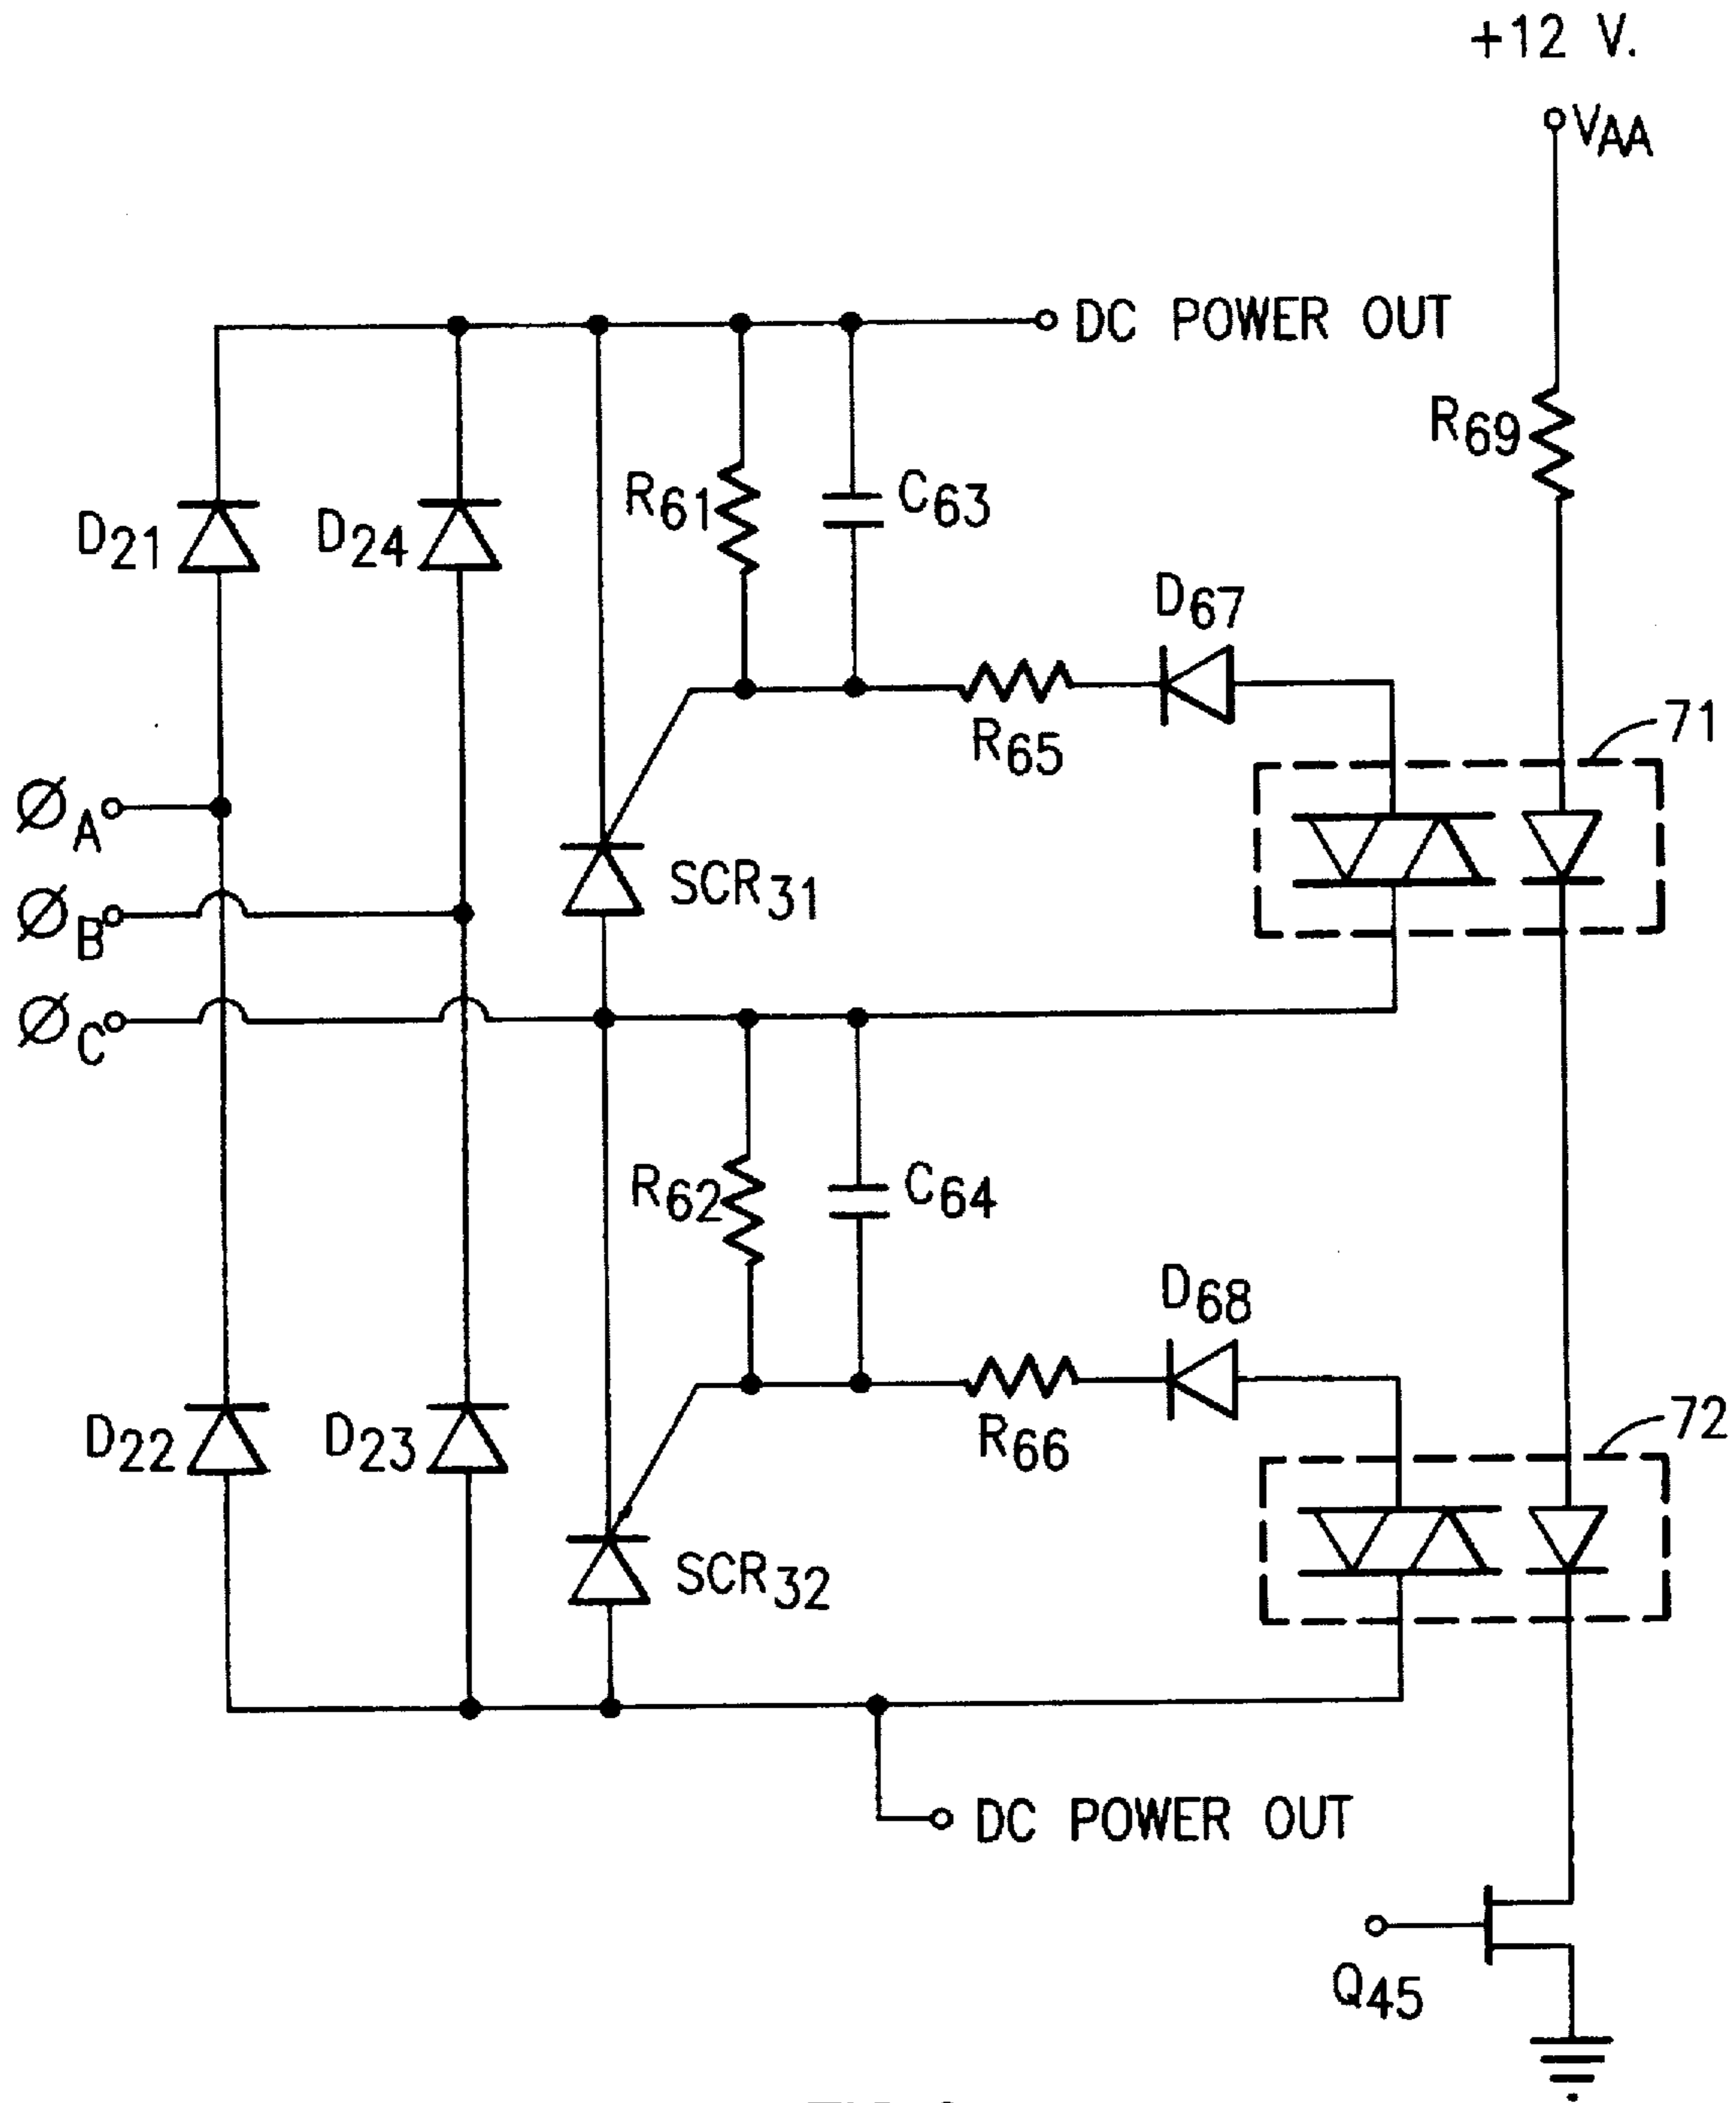 +12 V.
VAA
DC POWER OUT
R69
R61
C63
D21
D24
D67
R65
71
ØA
SCR31
ØB
ØC
R62
C64
D68
R66
D22
D23
72
SCR32
DC POWER OUT
Q45